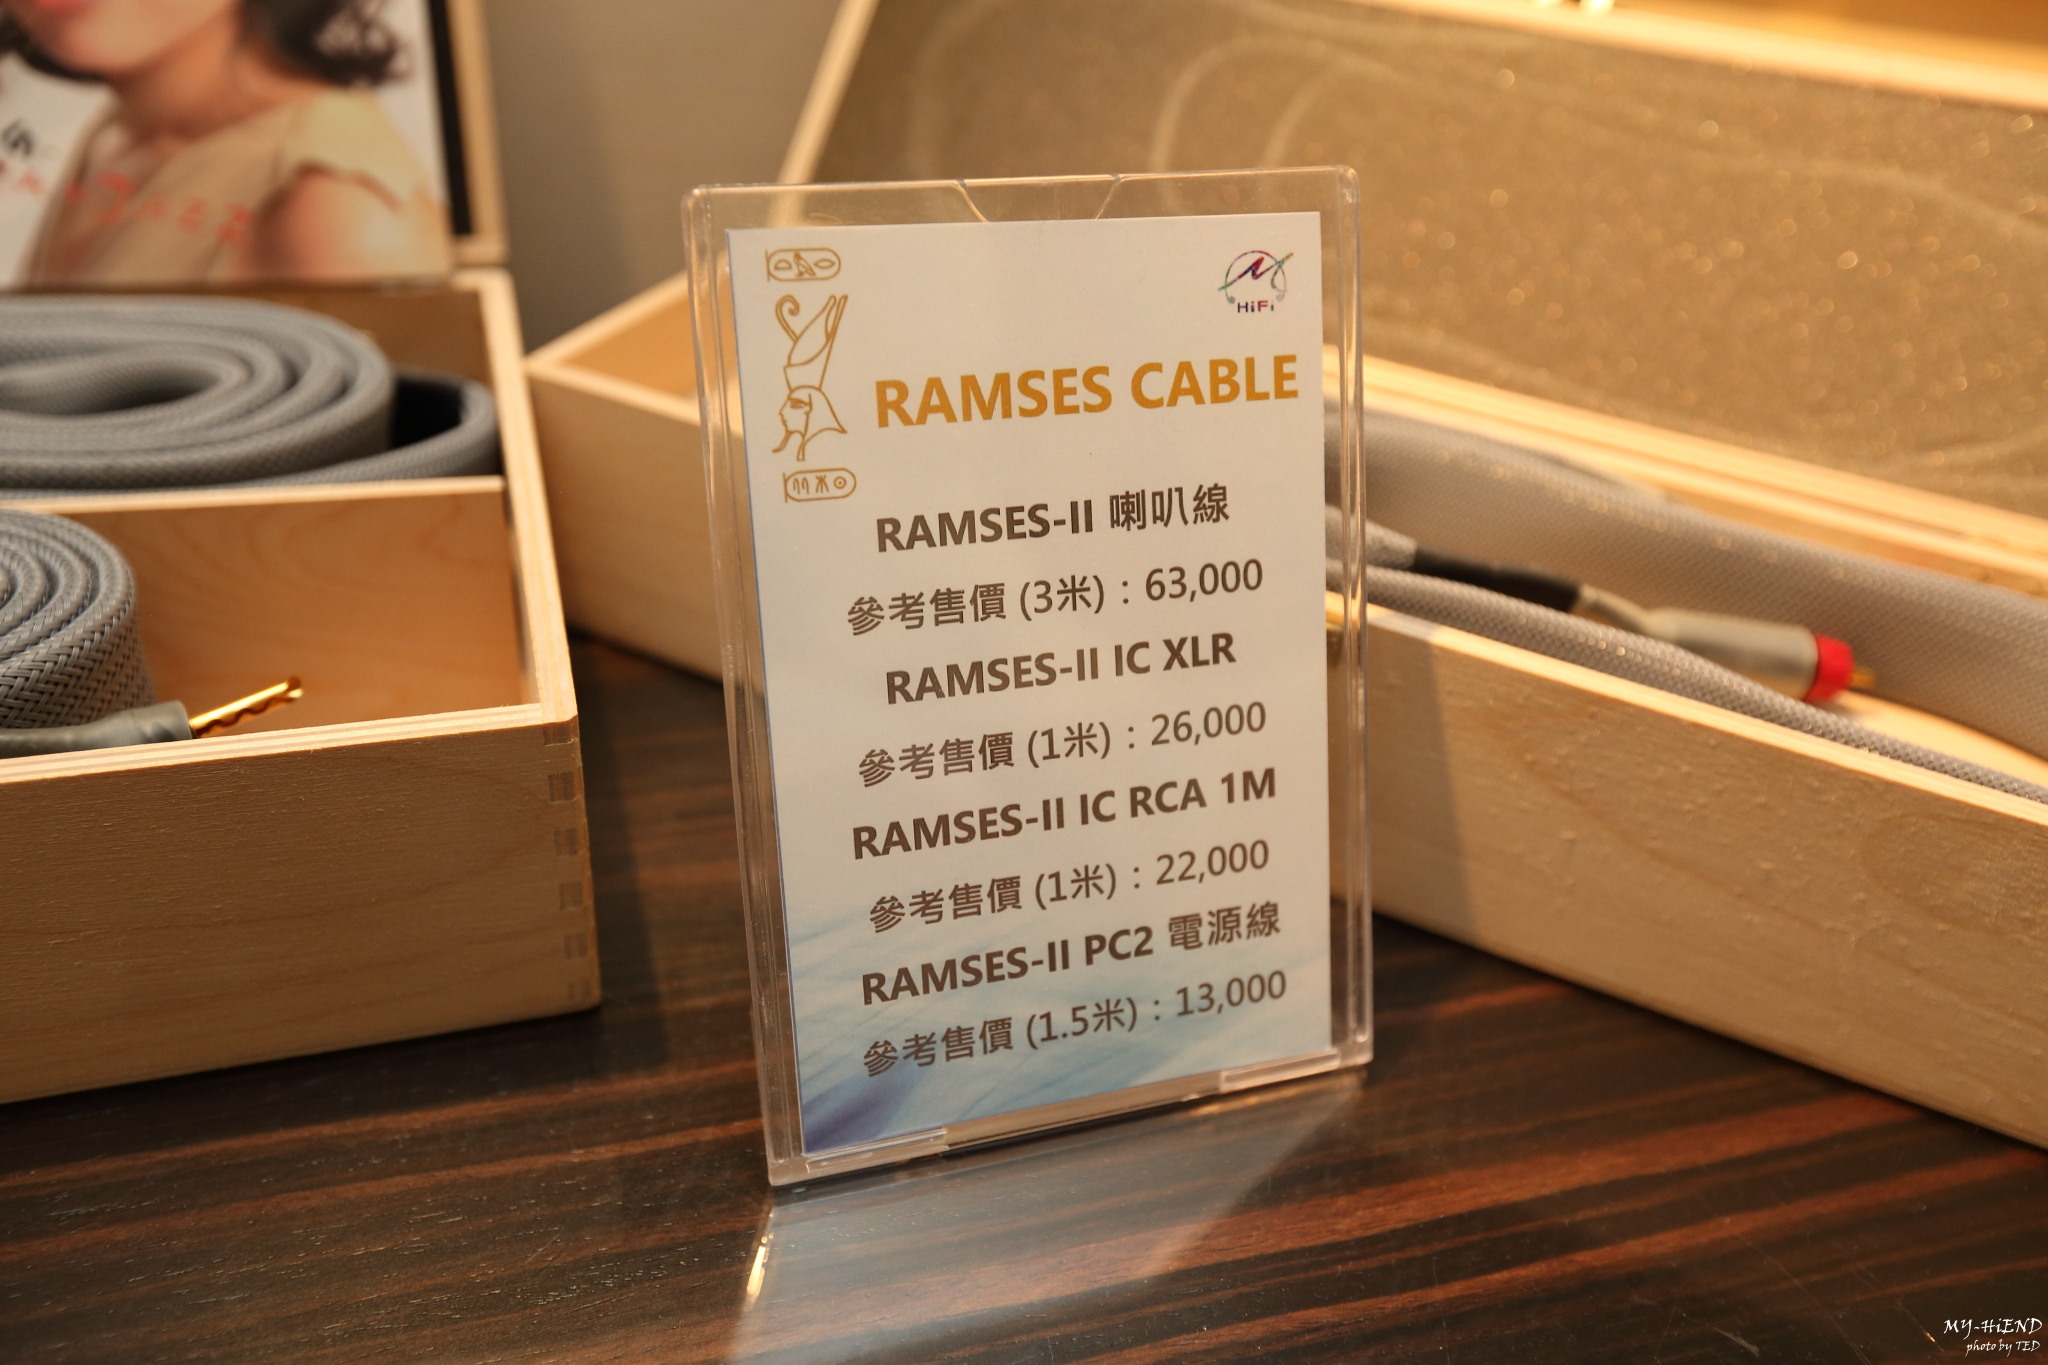 HiFi
RAMSES CABLE
RAMSES-II 喇叭線
參考售價 (3米)：63,000
RAMSES-II IC XLR
參考售價 (1米)：26,000
RAMSES-II IC RCA 1M
參考售價 (1米)：22,000
RAMSES-II PC2 電源線
參考售價 (1.5米)：13,000
MY-HiEND
photo by TED